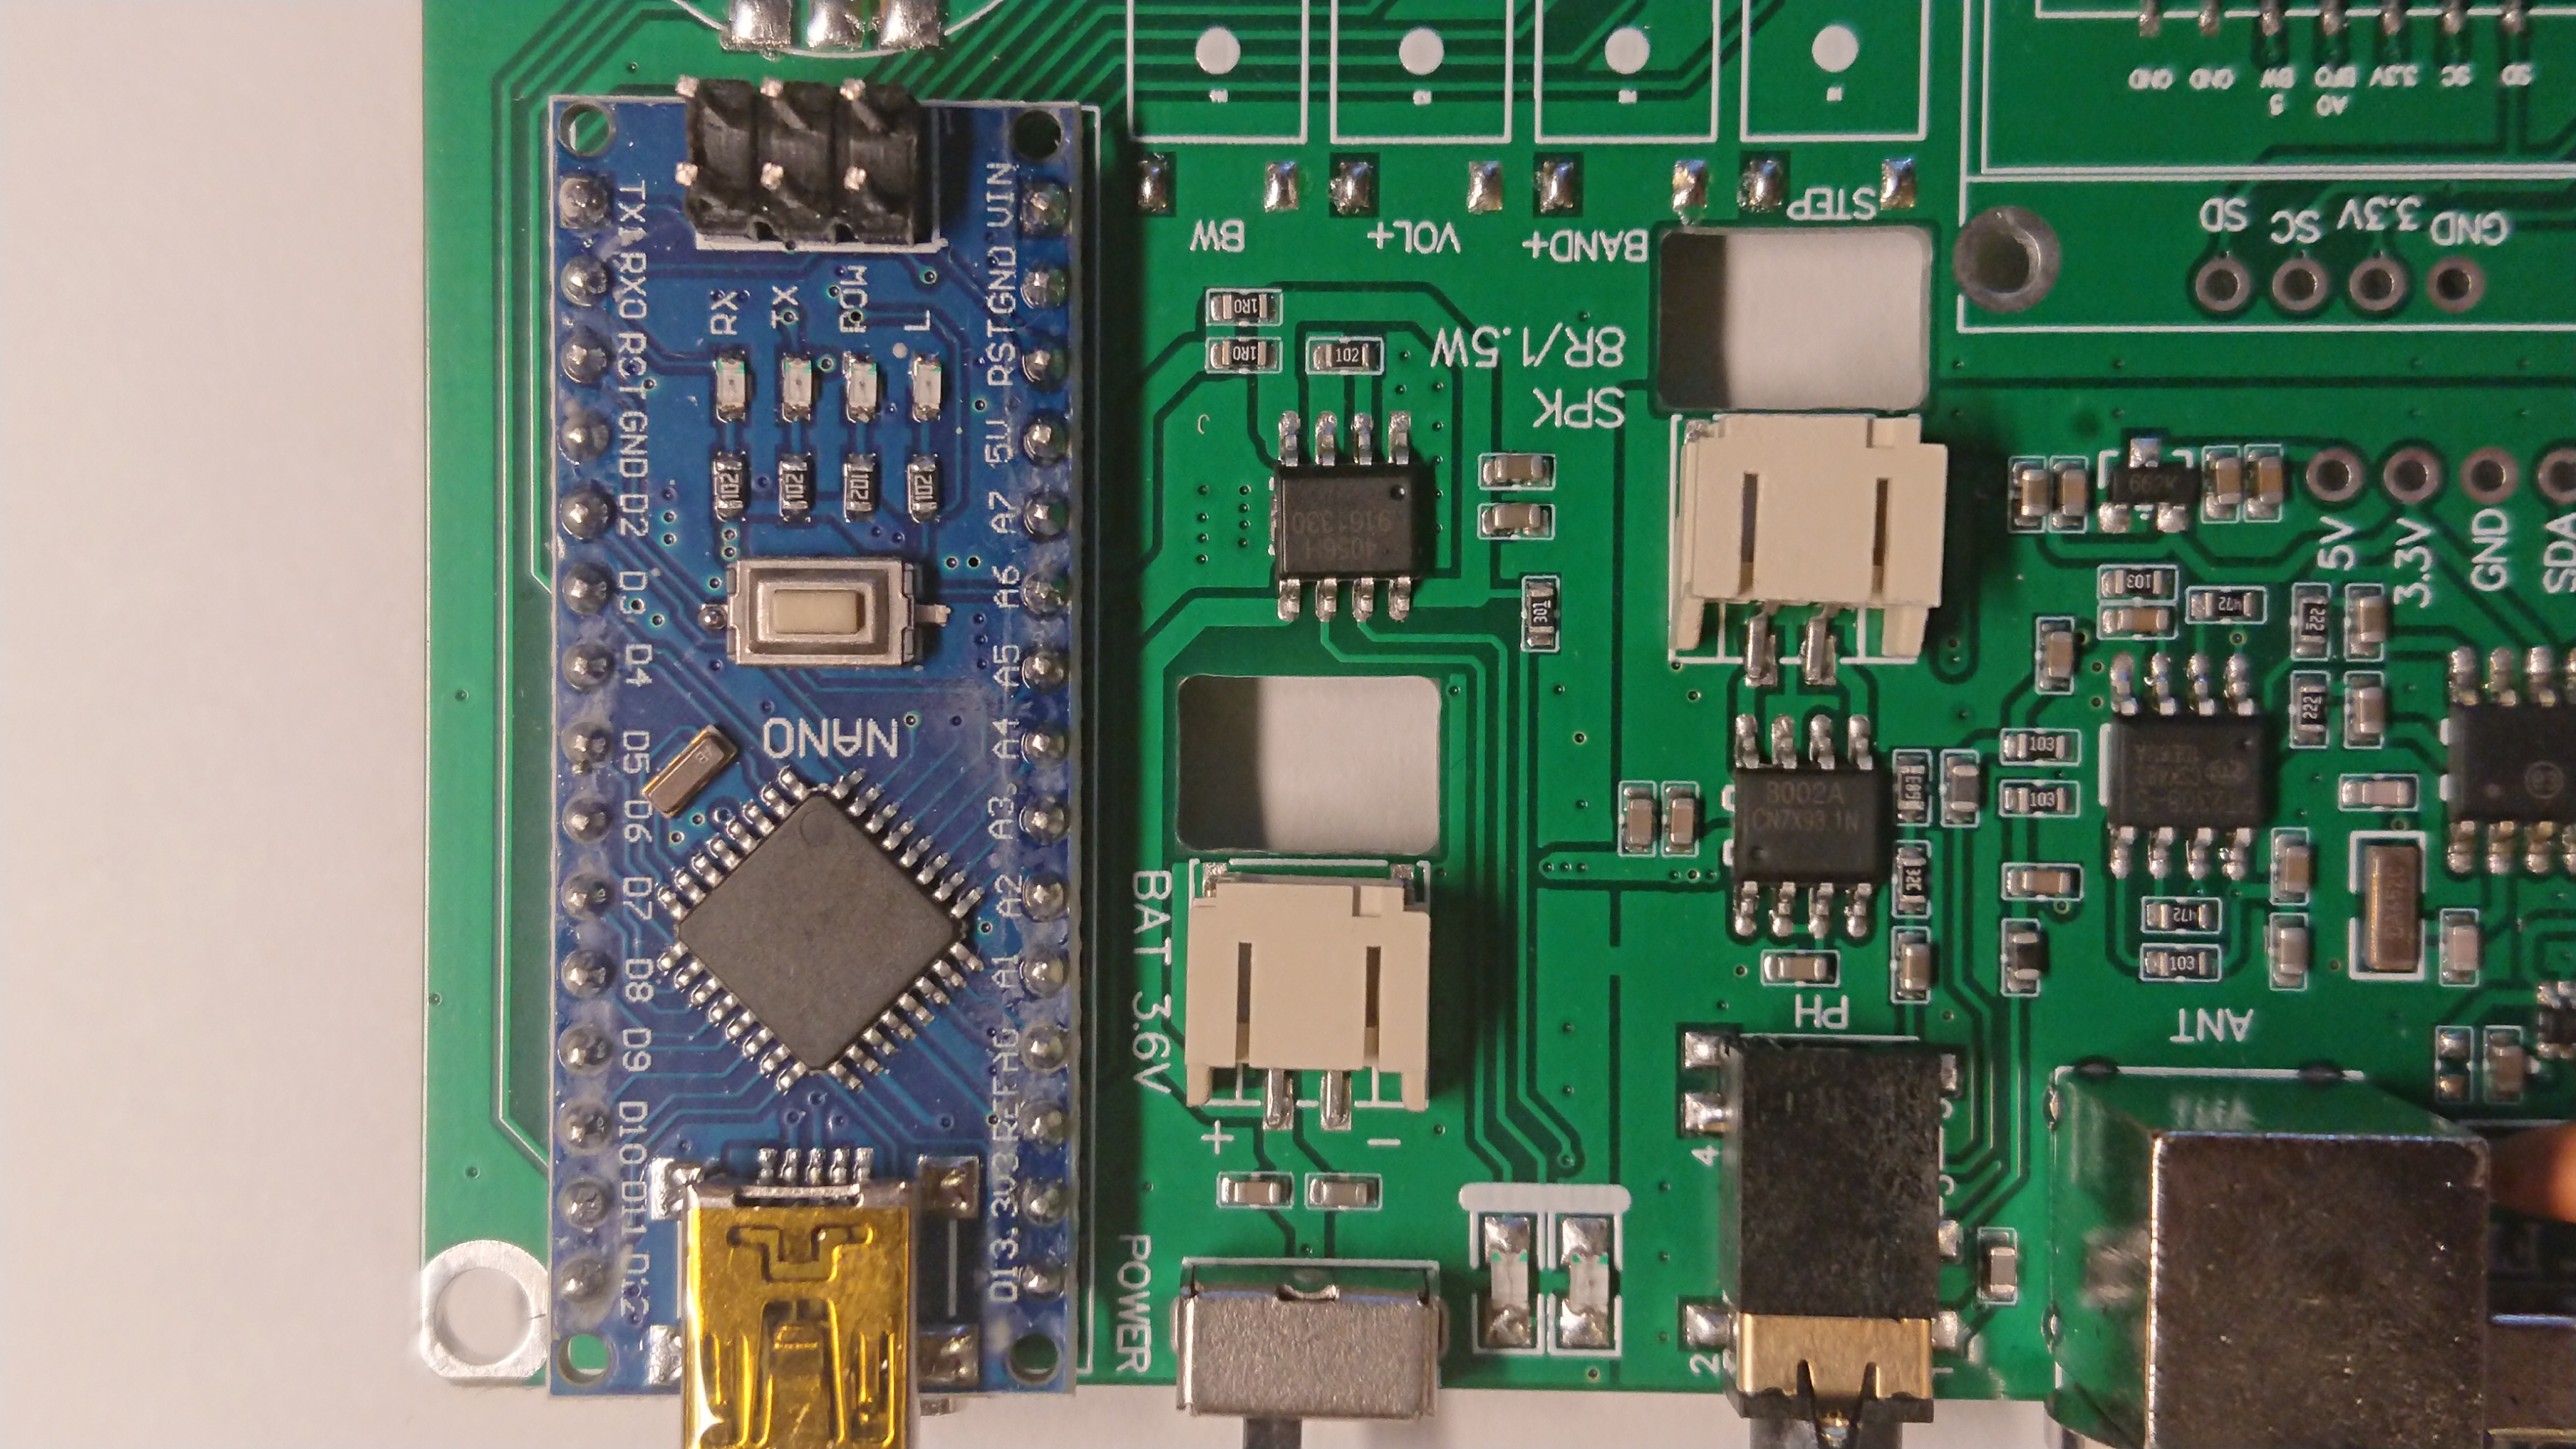 2
4
POWER
ANT
PH
-
+
BAT 3.6V
103
472
103
103
222
222
472
103
8002A
CN7X93 1N
301
4056H
9161330
102
1R0
1R0
SDA
GND
3.3V
5V
SPK
8R/1.5W
GND
3.3V
SC
SD
STEP
BAND+
VOL+
BW
A0
5
SD
SC
3.3V
BFO
BW
GND
GND
D13
3V3
REF
A0
A1
A2
A3
A4
A5
A6
A7
5V
RST
GND
VIN
D12
D11
D10
D9
D8
D7
D6
D5
D4
D3
D2
GND
RST
RX0
TX1
NANO
102
102
102
102
L
POW
TX
RX